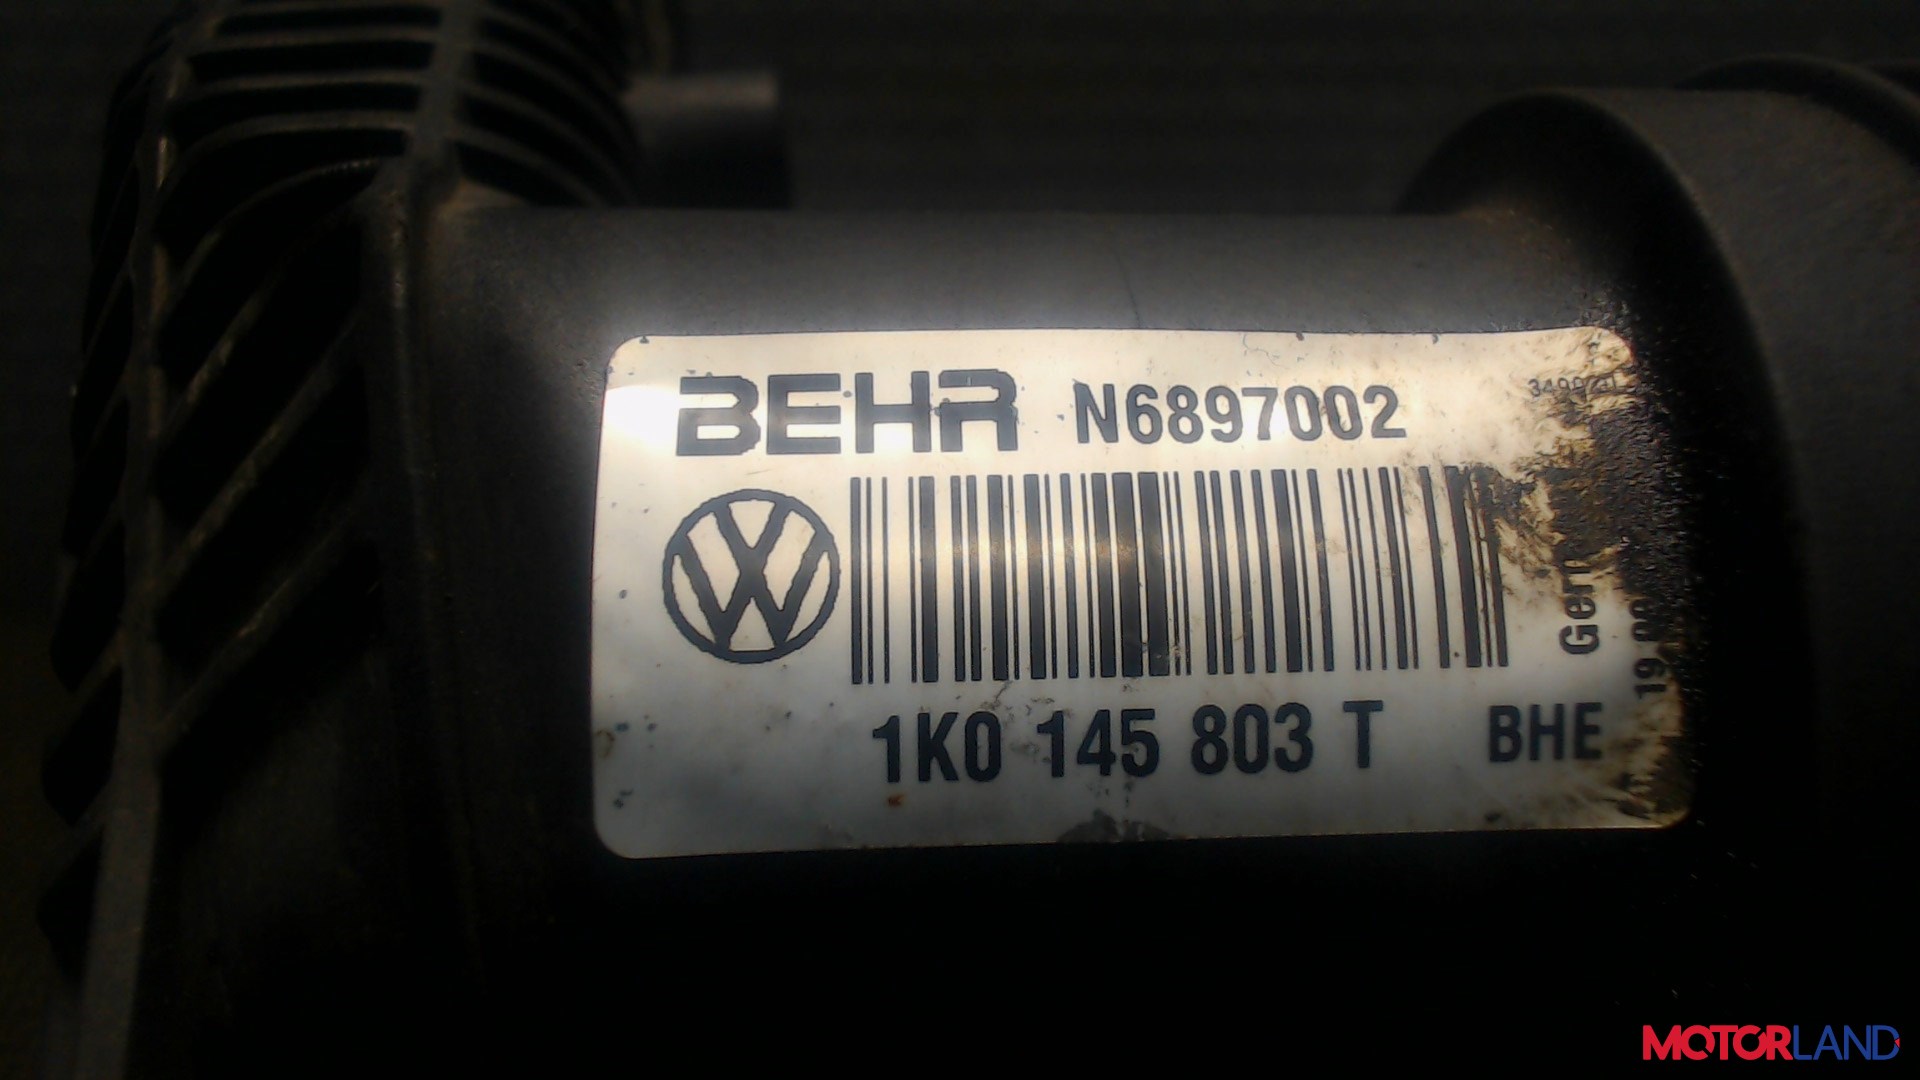 BEHR N6897002
1K0 145 803 T BHE
MOTORLAND